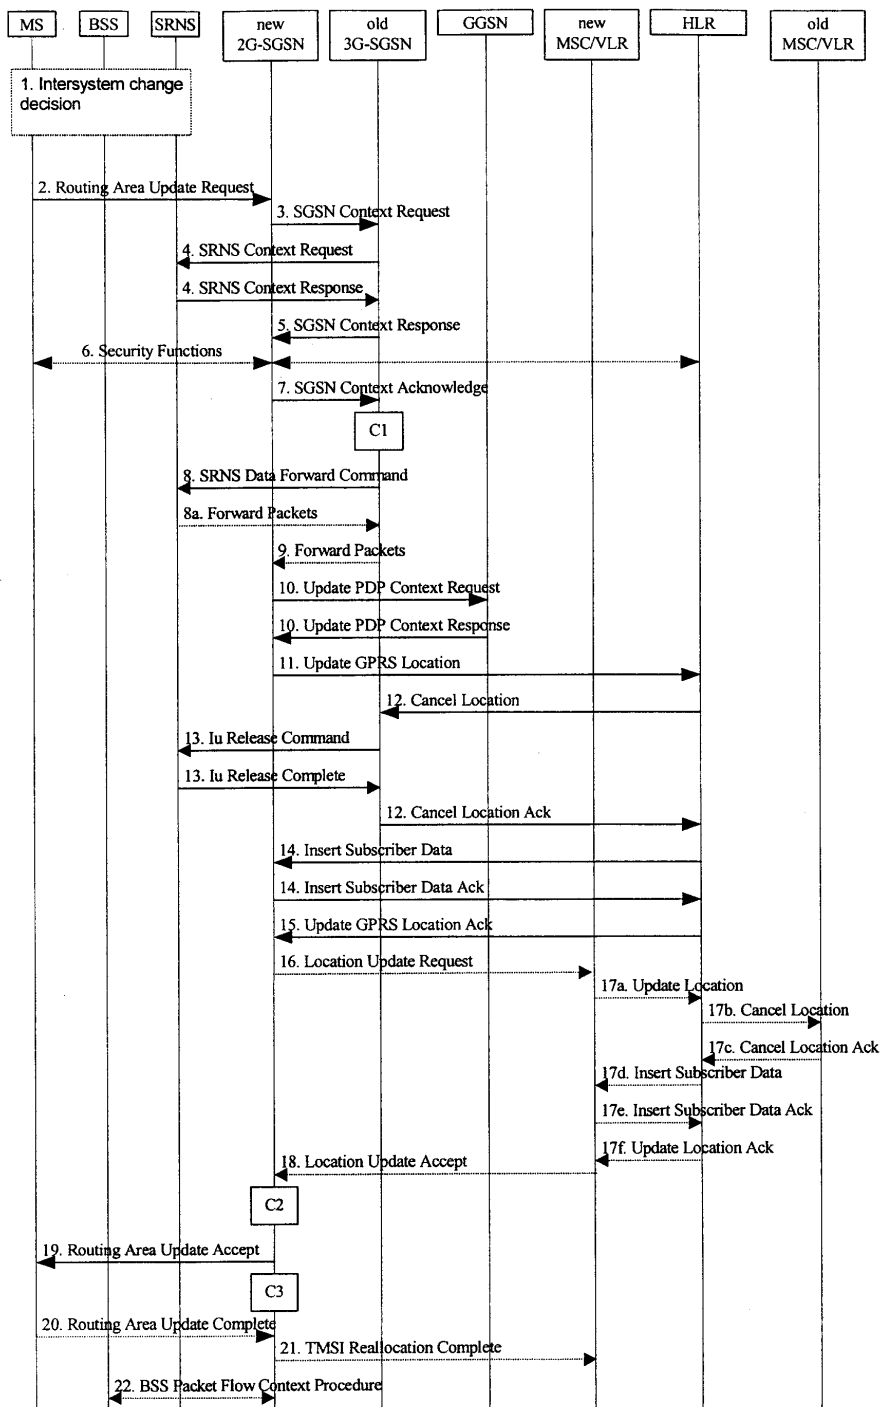 MS
BSS
SRNS
new
2G-SGSN
old
3G-SGSN
GGSN
new
MSC/VLR
HLR
old
MSC/VLR
1. Intersystem change
decision
2. Routing Area Update Request
3. SGSN Context Request
4. SRNS Context Request
4. SRNS Context Response
5. SGSN Context Response
6. Security Functions
7. SGSN Context Acknowledge
C1
8. SRNS Data Forward Command
8a. Forward Packets
9. Forward Packets
10. Update PDP Context Request
10. Update PDP Context Response
11. Update GPRS Location
12. Cancel Location
13. Iu Release Command
13. Iu Release Complete
12. Cancel Location Ack
14. Insert Subscriber Data
14. Insert Subscriber Data Ack
15. Update GPRS Location Ack
16. Location Update Request
17a. Update Location
17b. Cancel Location
17c. Cancel Location Ack
17d. Insert Subscriber Data
17e. Insert Subscriber Data Ack
17f. Update Location Ack
18. Location Update Accept
C2
19. Routing Area Update Accept
C3
20. Routing Area Update Complete
21. TMSI Reallocation Complete
22. BSS Packet Flow Context Procedure